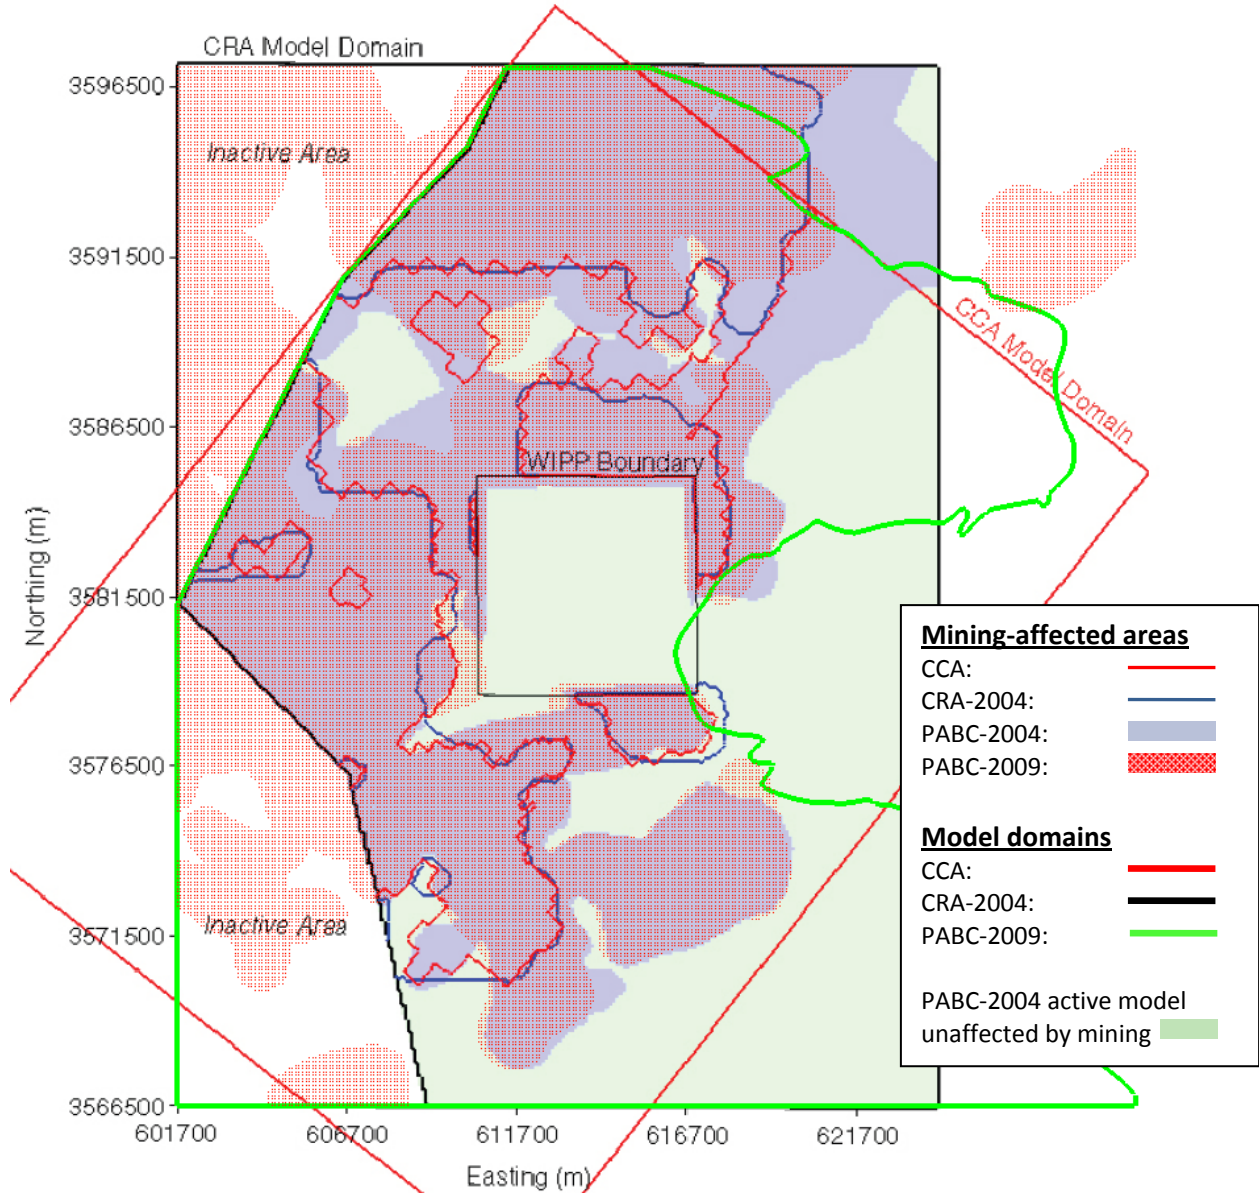 CRA Model Domain
3596500
Inactive Area
3591500
CCA Model Domain
3586500
WIPP Boundary
Northing (m)
3581500
3576500
Inactive Area
3571500
3566500
601700
606700
611700
616700
621700
Easting (m)
Mining-affected areas
CCA:
CRA-2004:
PABC-2004:
PABC-2009:
Model domains
CCA:
CRA-2004:
PABC-2009:
PABC-2004 active model
unaffected by mining